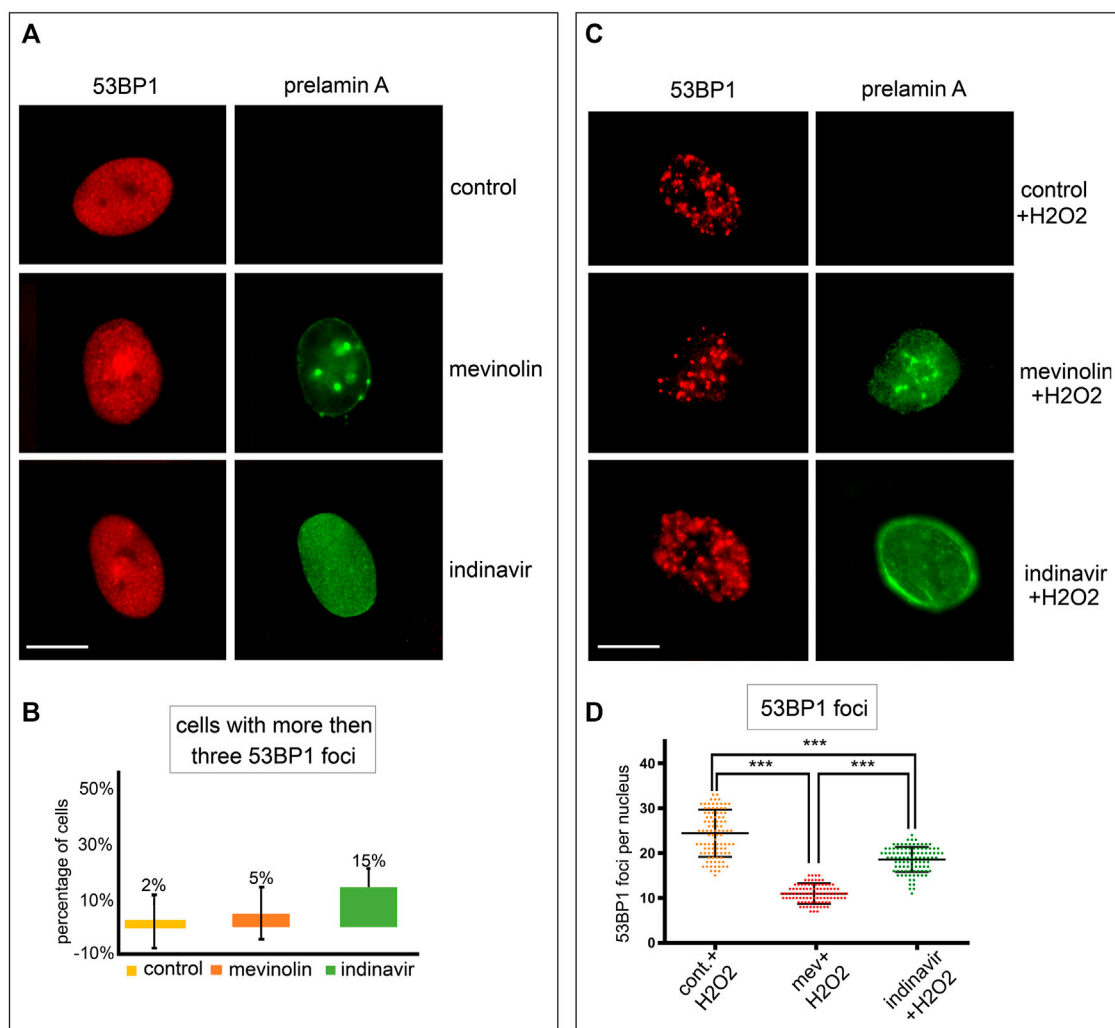 A
53BP1 prelamin A
control
mevinolin
indinavir
B
cells with more then
three 53BP1 foci
percentage of cells
50%
30%
10%
-10%
2%
5%
15%
control mevinolin indinavir
C
53BP1 prelamin A
control
+H2O2
mevinolin
+H2O2
indinavir
+H2O2
D
53BP1 foci
53BP1 foci per nucleus
40
30
20
10
0
***
*** ***
cont.+
H2O2
mev+
H2O2
indinavir
+H2O2